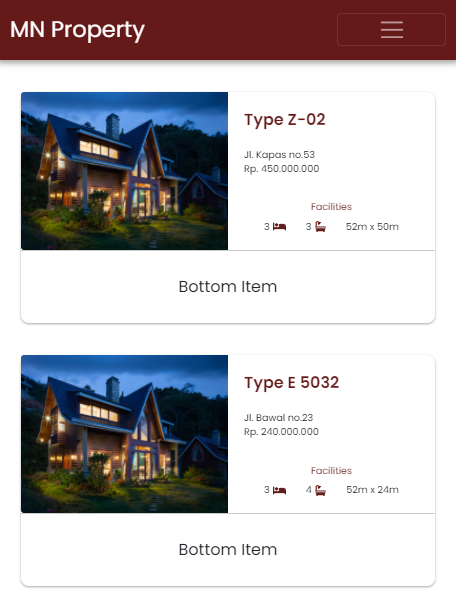 MN Property
Type Z-02
Jl. Kapas no.53
Rp. 450.000.000
Facilities
3 3 52m x 50m
Bottom Item
Type E 5032
Jl. Bawal no.23
Rp. 240.000.000
Facilities
3 4 52m x 24m
Bottom Item